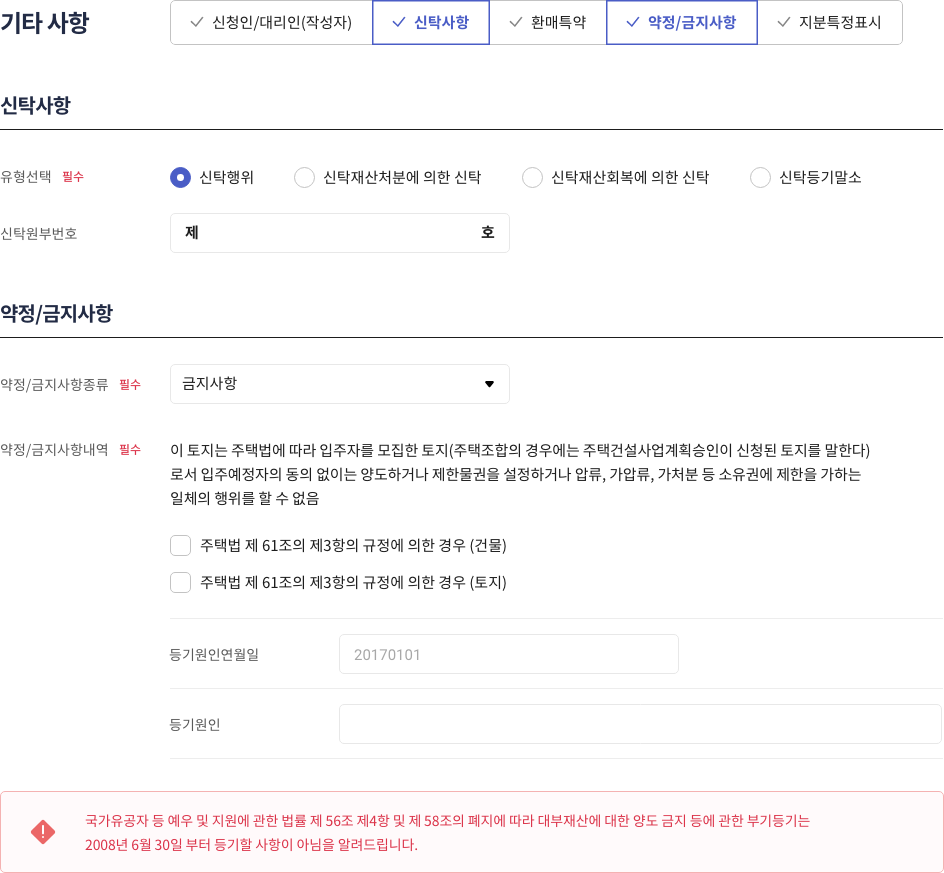 기타 사항
신청인/대리인(작성자) 신탁사항 환매특약 약정/금지사항 지분특정표시
신탁사항
유형선택 필수 신탁행위 신탁재산처분에 의한 신탁 신탁재산회복에 의한 신탁 신탁등기말소
신탁원부번호 제 호
약정/금지사항
약정/금지사항종류 필수 금지사항
약정/금지사항내역 필수 이 토지는 주택법에 따라 입주자를 모집한 토지(주택조합의 경우에는 주택건설사업계획승인이 신청된 토지를 말한다)
로서 입주예정자의 동의 없이는 양도하거나 제한물권을 설정하거나 압류, 가압류, 가처분 등 소유권에 제한을 가하는
일체의 행위를 할 수 없음
주택법 제 61조의 제3항의 규정에 의한 경우 (건물)
주택법 제 61조의 제3항의 규정에 의한 경우 (토지)
등기원인연월일 20170101
등기원인
국가유공자 등 예우 및 지원에 관한 법률 제 56조 제4항 및 제 58조의 폐지에 따라 대부재산에 대한 양도 금지 등에 관한 부기등기는
2008년 6월 30일 부터 등기할 사항이 아님을 알려드립니다.